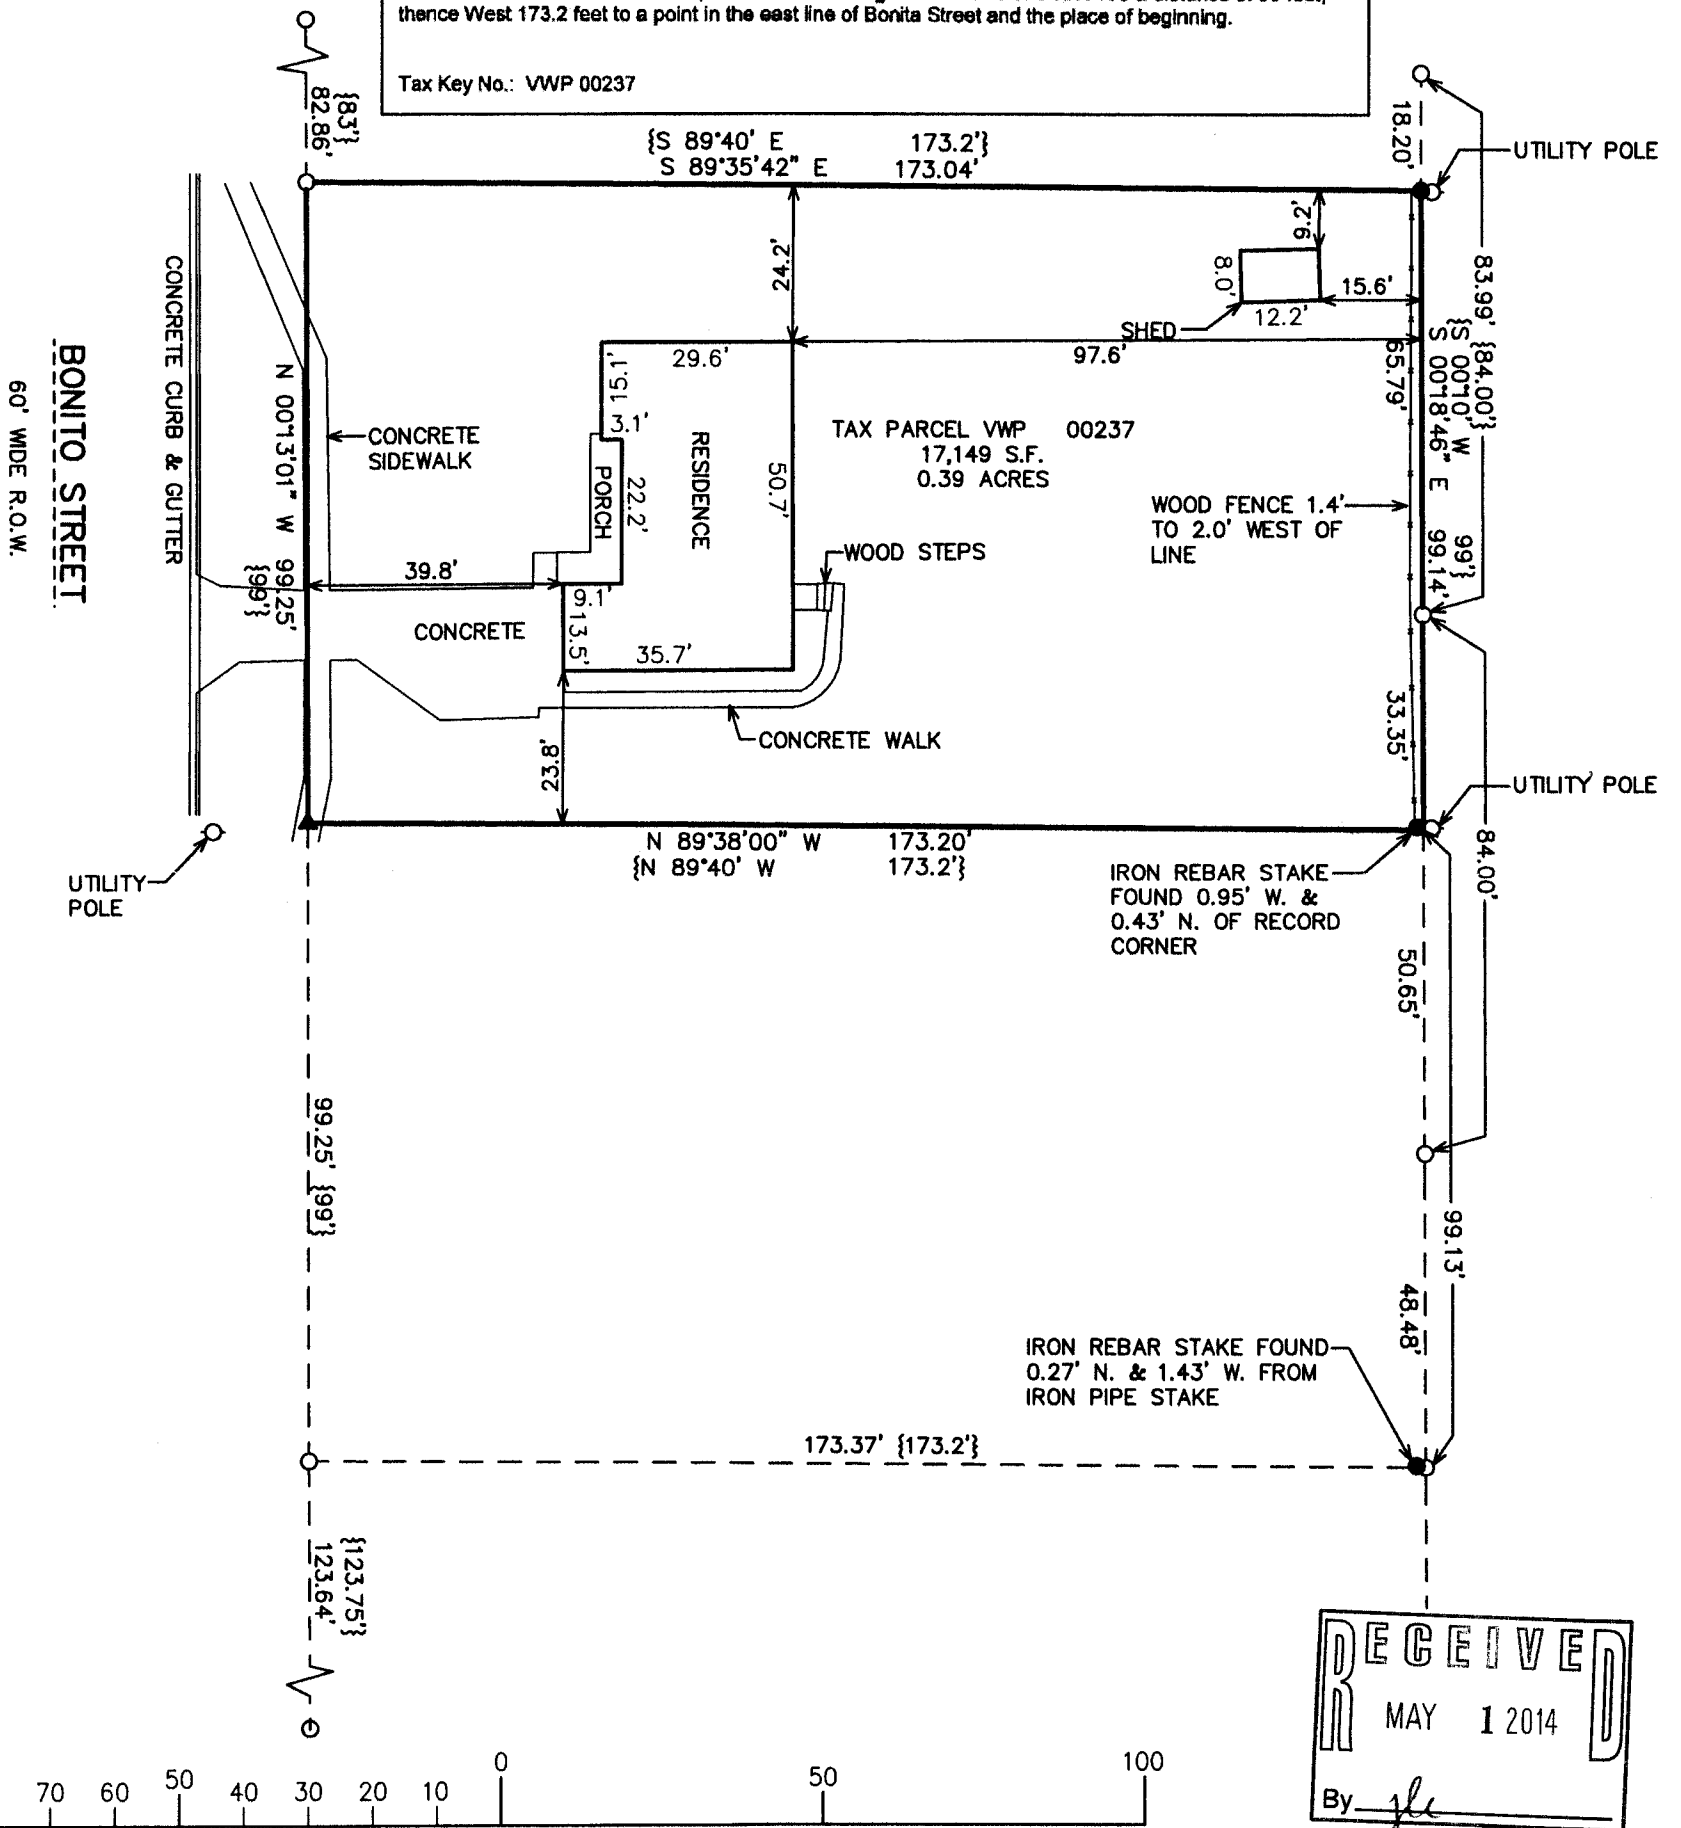 thence West 173.2 feet to a point in the east line of Bonita Street and the place of beginning.
Tax Key No.: VWP 00237
{83'}
82.86'
{S 89°40' E 173.2'}
S 89°35'42" E 173.04'
18.20'
UTILITY POLE
24.2'
9.2'
8.0'
12.2'
15.6'
SHED
97.6'
83.99' {84.00'}
{S 00°10' W 99'}
S 00°18'46" E 99.14'
65.79'
29.6'
15.1'
3.1'
RESIDENCE
PORCH
22.2'
50.7'
TAX PARCEL VWP 00237
17,149 S.F.
0.39 ACRES
WOOD FENCE 1.4'
TO 2.0' WEST OF
LINE
CONCRETE
SIDEWALK
CONCRETE CURB & GUTTER
BONITO STREET
60' WIDE R.O.W.
N 00°13'01" W 99.25'
{99'}
39.8'
9.1'
13.5'
35.7'
CONCRETE
WOOD STEPS
CONCRETE WALK
23.8'
33.35'
UTILITY POLE
84.00'
N 89°38'00" W 173.20'
{N 89°40' W 173.2'}
UTILITY
POLE
IRON REBAR STAKE
FOUND 0.95' W. &
0.43' N. OF RECORD
CORNER
50.65'
99.25' {99'}
99.13'
48.48'
IRON REBAR STAKE FOUND
0.27' N. & 1.43' W. FROM
IRON PIPE STAKE
173.37' {173.2'}
{123.75'}
123.64'
RECEIVED
MAY 1 2014
By
70 60 50 40 30 20 10 0 50 100